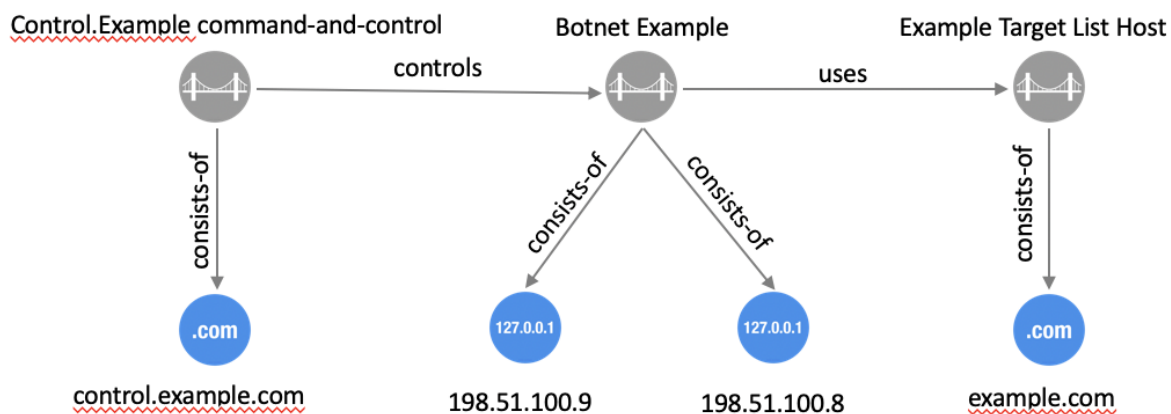 Control.Example command-and-control
Botnet Example
Example Target List Host
controls
uses
consists-of
consists-of
consists-of
consists-of
.com
127.0.0.1
127.0.0.1
.com
control.example.com
198.51.100.9
198.51.100.8
example.com